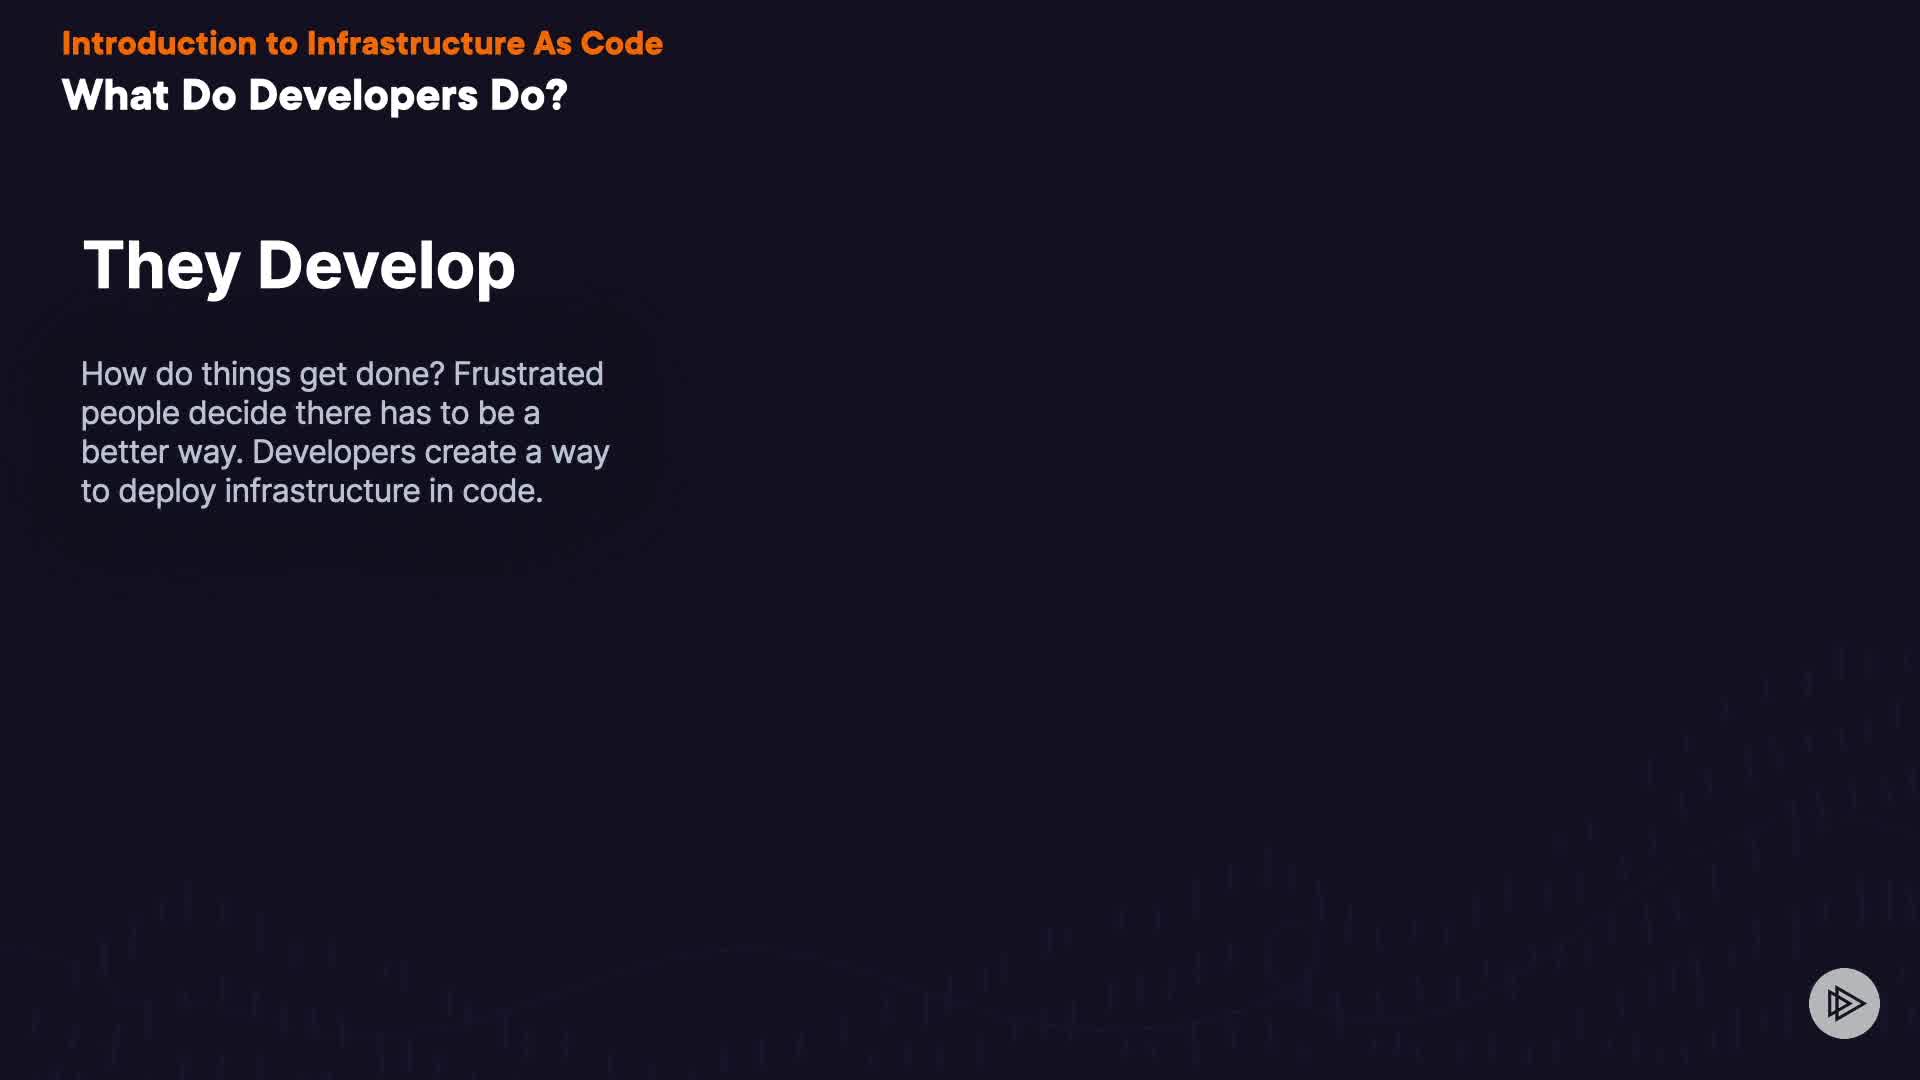 Introduction to Infrastructure As Code
What Do Developers Do?
They Develop
How do things get done? Frustrated
people decide there has to be a
better way. Developers create a way
to deploy infrastructure in code.